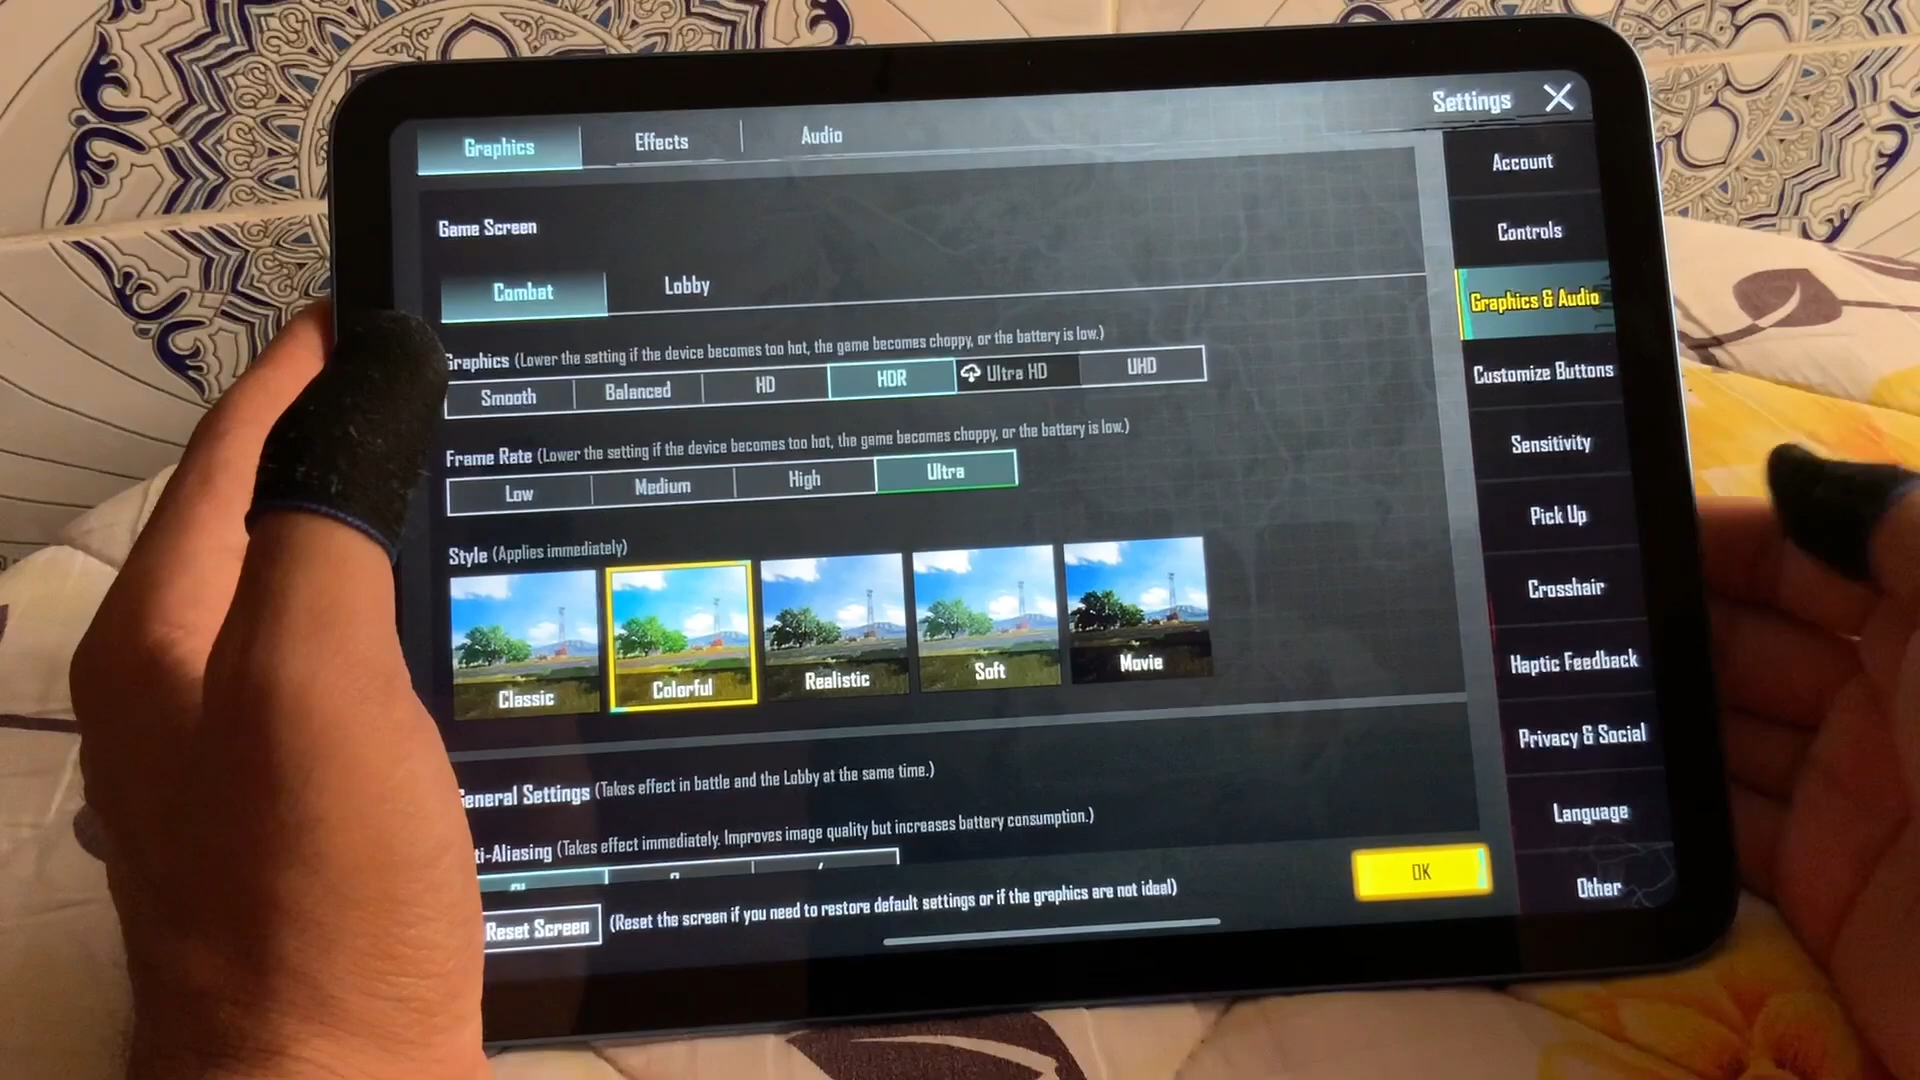 Settings
Graphics Effects Audio
Game Screen
Combat Lobby
Graphics (Lower the setting if the device becomes too hot, the game becomes choppy, or the battery is low.)
Smooth Balanced HD HDR Ultra HD UHD
Frame Rate (Lower the setting if the device becomes too hot, the game becomes choppy, or the battery is low.)
Low Medium High Ultra
Style (Applies immediately)
Classic Colorful Realistic Soft Movie
General Settings (Takes effect in battle and the Lobby at the same time.)
ti-Aliasing (Takes effect immediately. Improves image quality but increases battery consumption.)
Reset Screen (Reset the screen if you need to restore default settings or if the graphics are not ideal)
OK
Account
Controls
Graphics & Audio
Customize Buttons
Sensitivity
Pick Up
Crosshair
Haptic Feedback
Privacy & Social
Language
Other